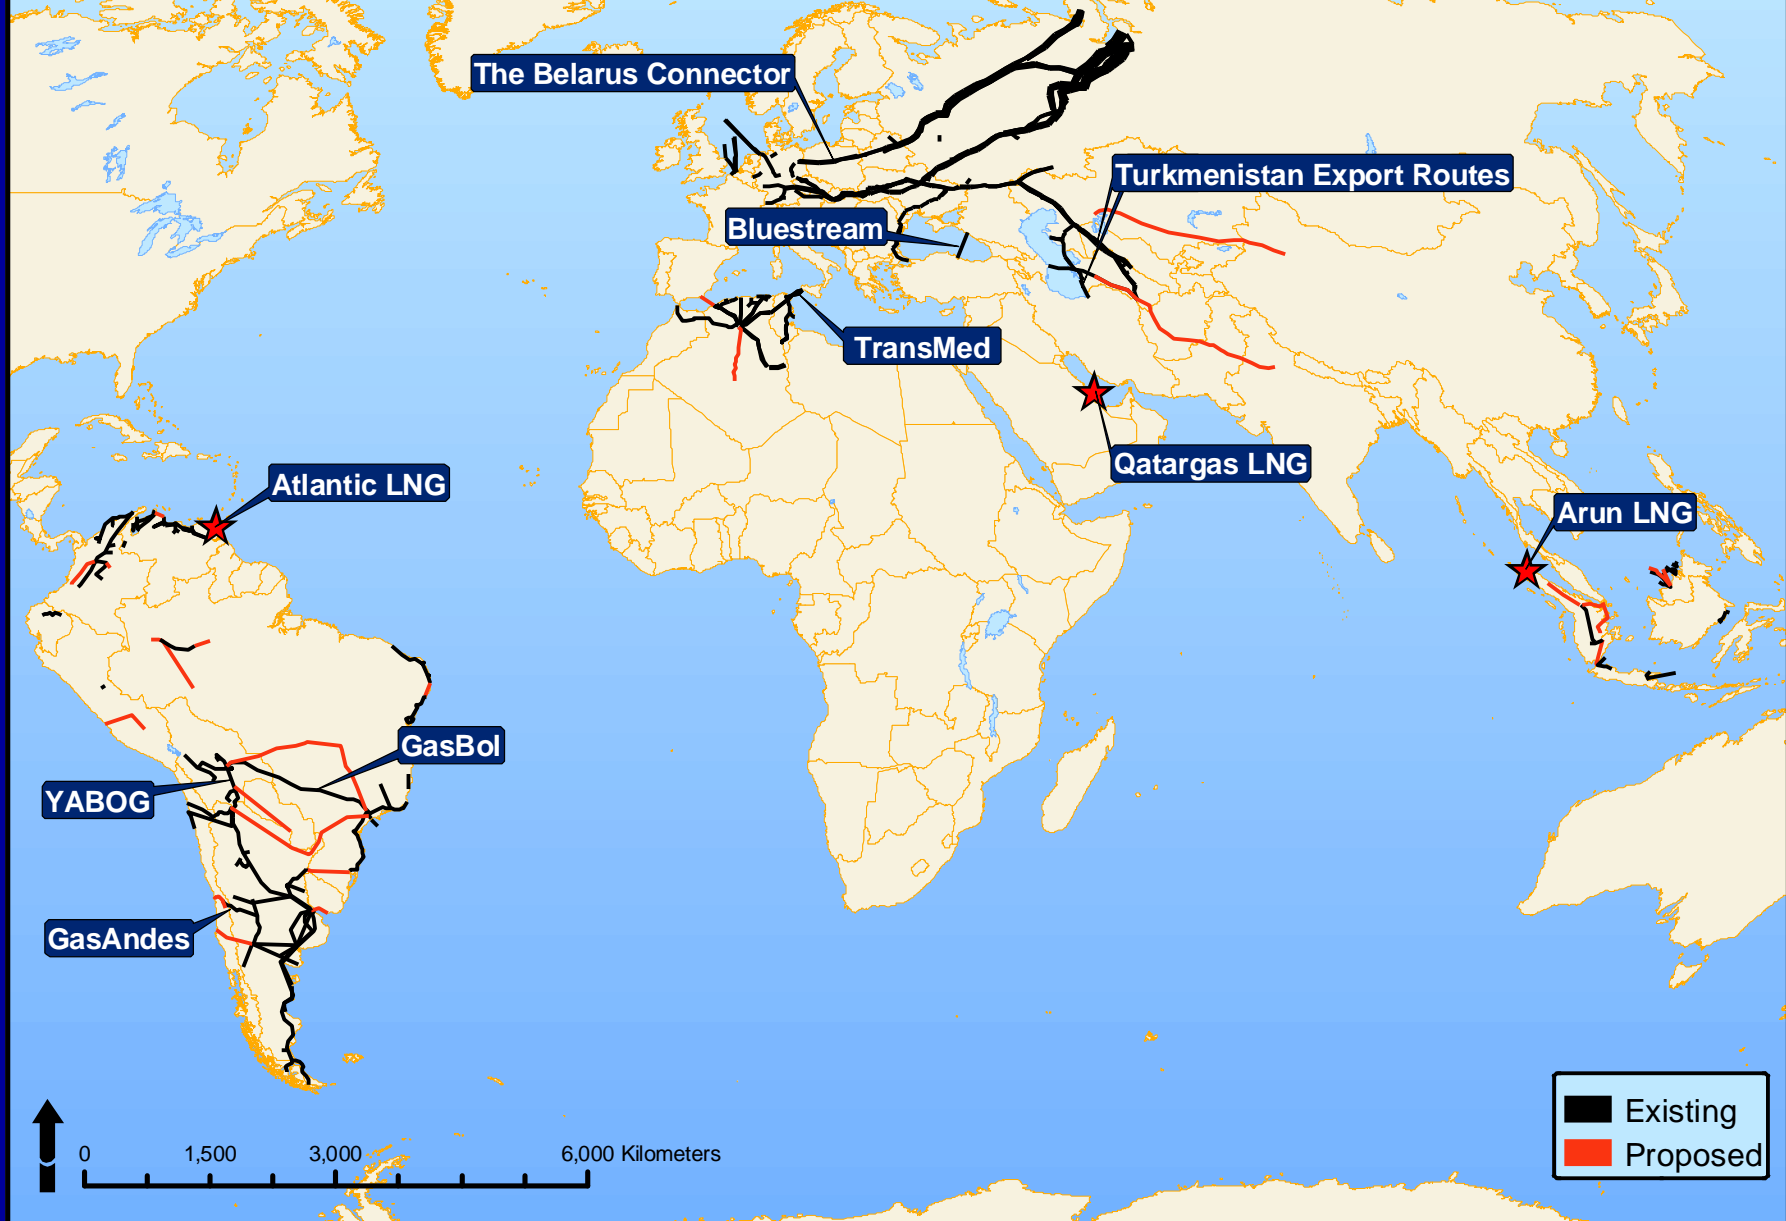 The Belarus Connector
Turkmenistan Export Routes
Bluestream
TransMed
Qatargas LNG
Atlantic LNG
Arun LNG
GasBol
YABOG
GasAndes
Existing
Proposed
0 1,500 3,000 6,000 Kilometers